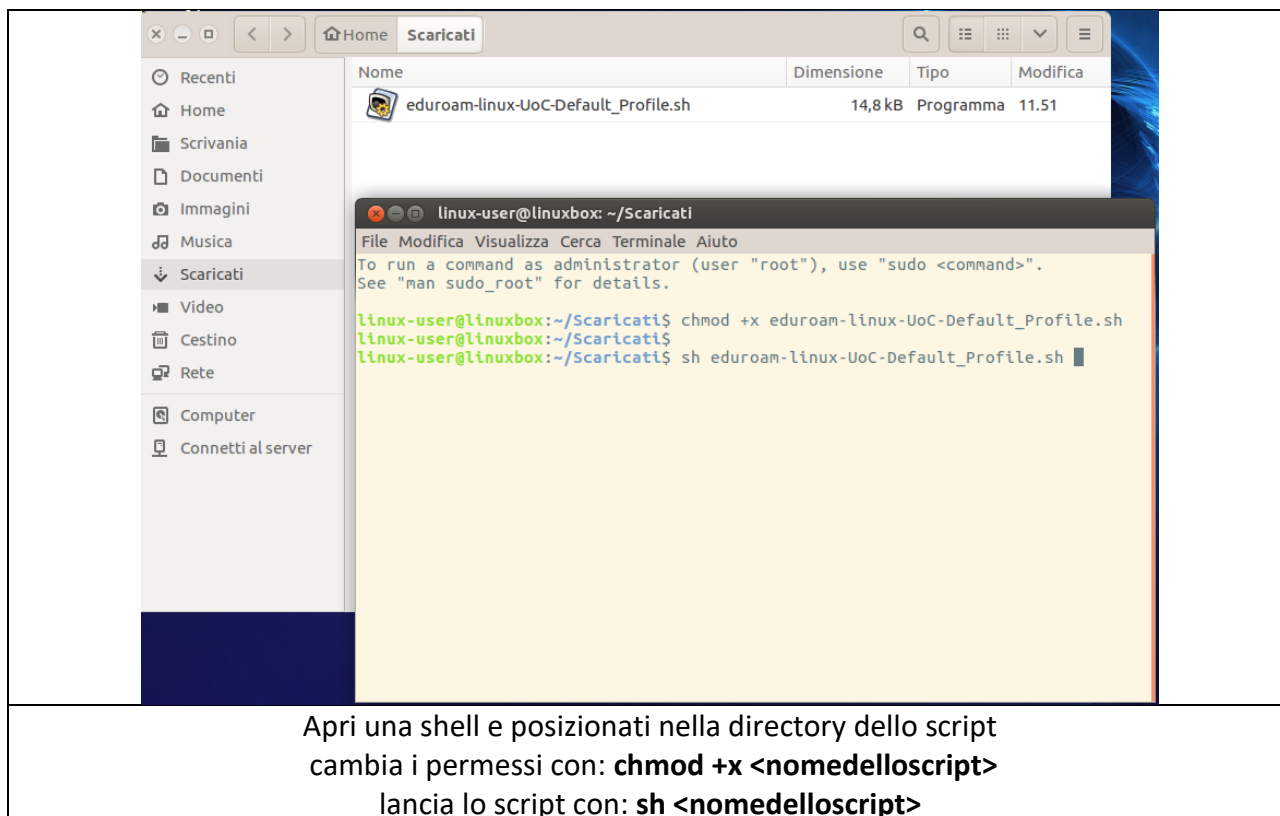 Home Scaricati
Recenti
Home
Scrivania
Documenti
Immagini
Musica
Scaricati
Video
Cestino
Rete
Computer
Connetti al server
Nome Dimensione Tipo Modifica
eduroam-linux-UoC-Default_Profile.sh 14,8 kB Programma 11.51
linux-user@linuxbox: ~/Scaricati
File Modifica Visualizza Cerca Terminale Aiuto
To run a command as administrator (user "root"), use "sudo <command>".
See "man sudo_root" for details.
linux-user@linuxbox:~/Scaricati$ chmod +x eduroam-linux-UoC-Default_Profile.sh
linux-user@linuxbox:~/Scaricati$
linux-user@linuxbox:~/Scaricati$ sh eduroam-linux-UoC-Default_Profile.sh
Apri una shell e posizionati nella directory dello script
cambia i permessi con: chmod +x <nomedelloscript>
lancia lo script con: sh <nomedelloscript>